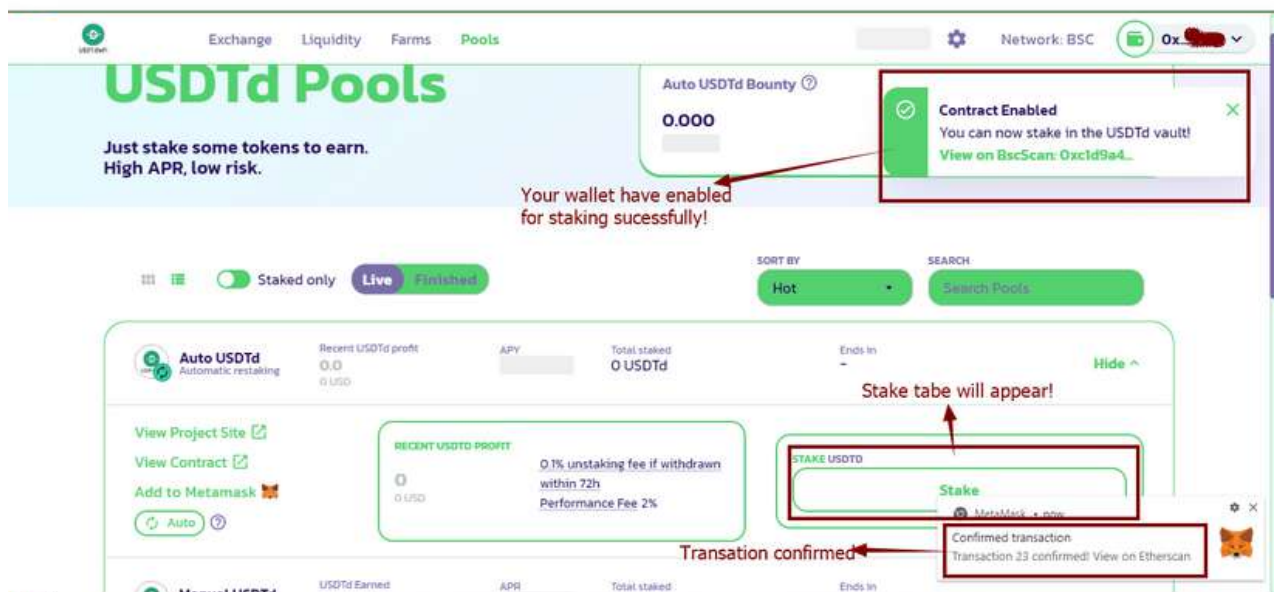 Exchange Liquidity Farms Pools Network: BSC 0x
USDTd Pools
Just stake some tokens to earn.
High APR, low risk.
Auto USDTd Bounty
0.000
Contract Enabled
You can now stake in the USDTd vault!
View on BscScan: 0xc1d9a4...
Your wallet have enabled
for staking sucessfully!
Staked only Live Finished
SORT BY
Hot
SEARCH
Search Pools
Auto USDTd
Automatic restaking
Recent USDTd profit
0.0
0 USD
APY
Total staked
0 USDTd
Ends in
-
Hide
Stake tabe will appear!
View Project Site
View Contract
Add to Metamask
Auto
RECENT USDTD PROFIT
0
0 USD
0.1% unstaking fee if withdrawn
within 72h
Performance Fee 2%
STAKE USDTD
Stake
MetaMask • now
Confirmed transaction
Transaction 23 confirmed! View on Etherscan
Transation confirmed
Manual USDTd
USDTd Earned
APR
Total staked
Ends in